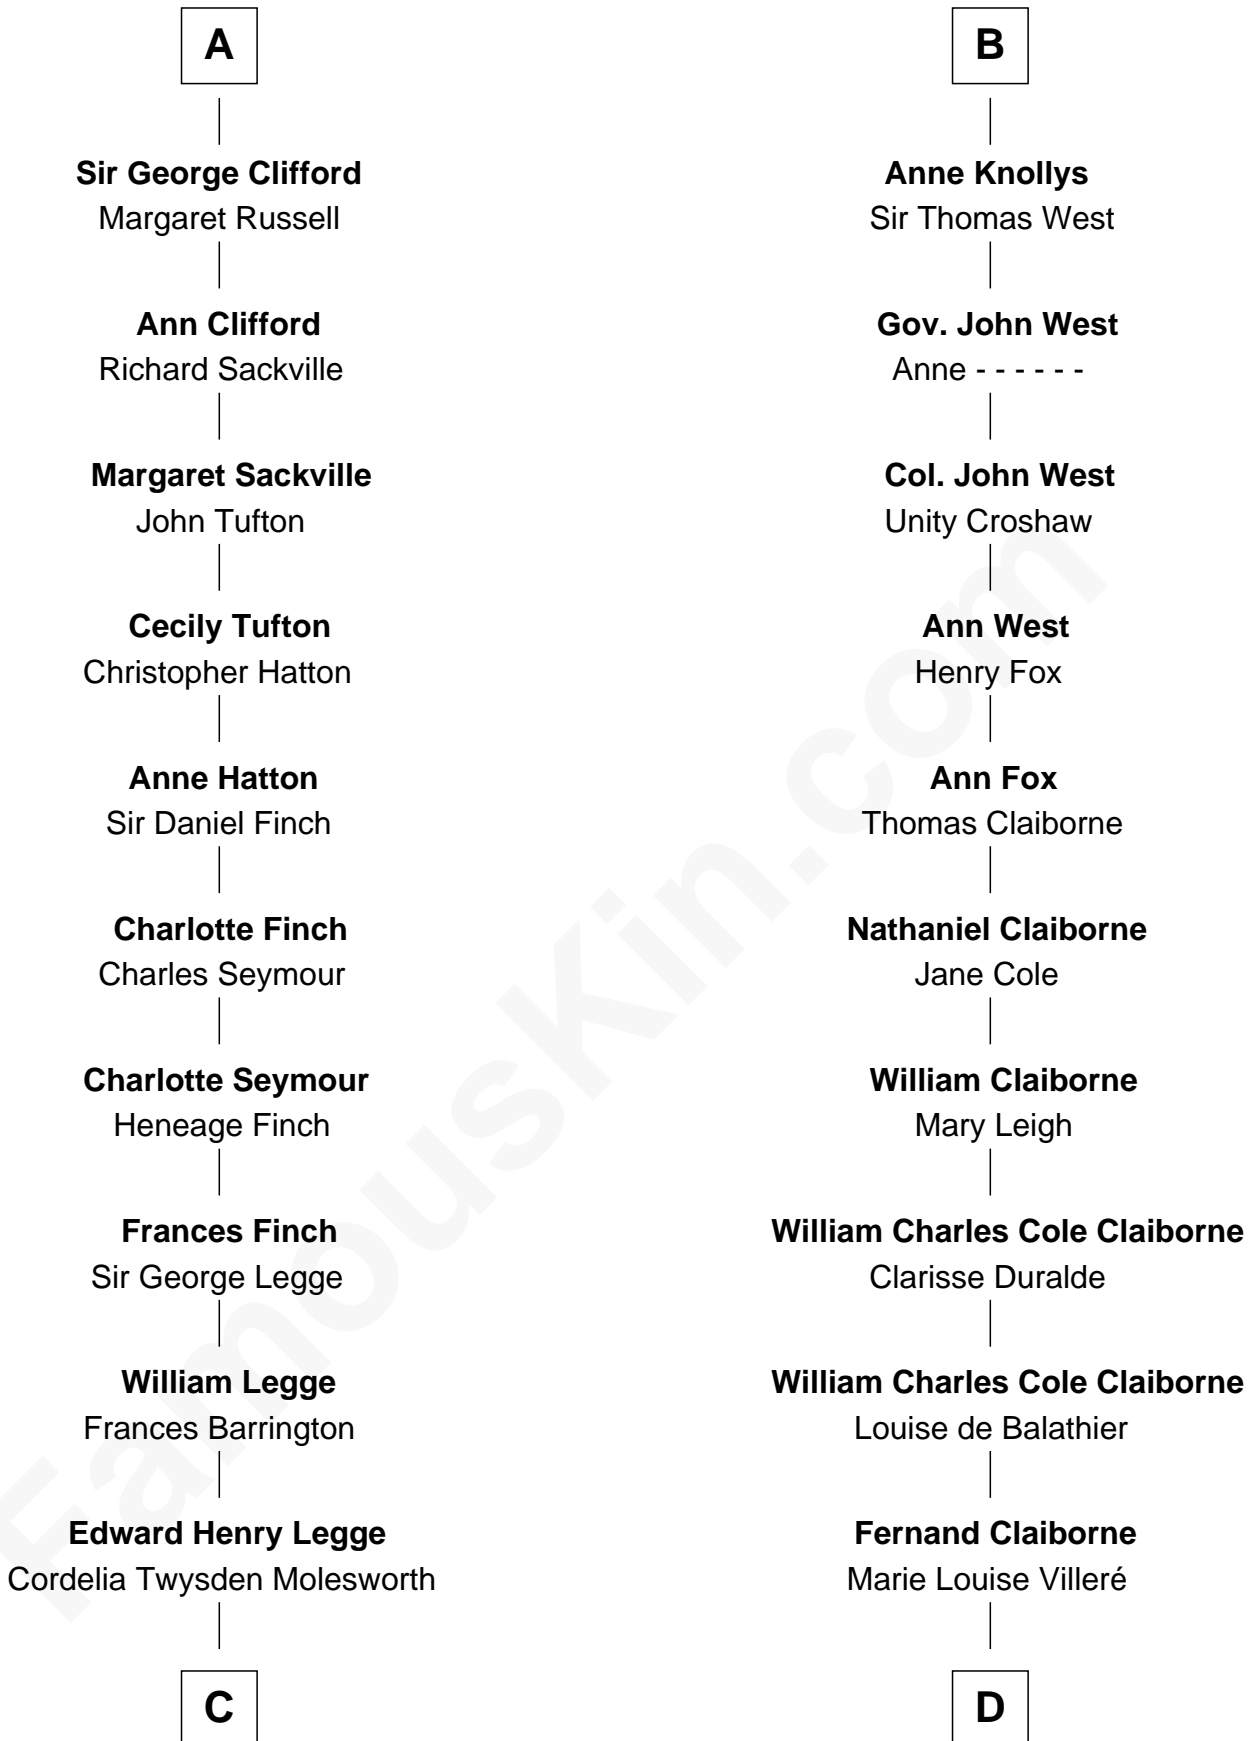 A
Sir George Clifford
Margaret Russell
Ann Clifford
Richard Sackville
Margaret Sackville
John Tufton
Cecily Tufton
Christopher Hatton
Anne Hatton
Sir Daniel Finch
Charlotte Finch
Charles Seymour
Charlotte Seymour
Heneage Finch
Frances Finch
Sir George Legge
William Legge
Frances Barrington
Edward Henry Legge
Cordelia Twysden Molesworth
C
B
Anne Knollys
Sir Thomas West
Gov. John West
Anne - - - - - -
Col. John West
Unity Croshaw
Ann West
Henry Fox
Ann Fox
Thomas Claiborne
Nathaniel Claiborne
Jane Cole
William Claiborne
Mary Leigh
William Charles Cole Claiborne
Clarisse Duralde
William Charles Cole Claiborne
Louise de Balathier
Fernand Claiborne
Marie Louise Villeré
D
FamousKin.com